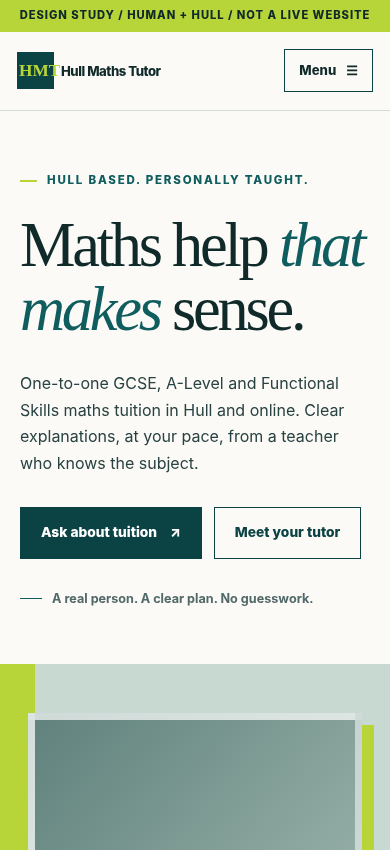 DESIGN STUDY / HUMAN + HULL / NOT A LIVE WEBSITE
HMT Hull Maths Tutor
Menu ☰
HULL BASED. PERSONALLY TAUGHT.
Maths help that
makes sense.
One-to-one GCSE, A-Level and Functional
Skills maths tuition in Hull and online. Clear
explanations, at your pace, from a teacher
who knows the subject.
Ask about tuition ↗
Meet your tutor
A real person. A clear plan. No guesswork.